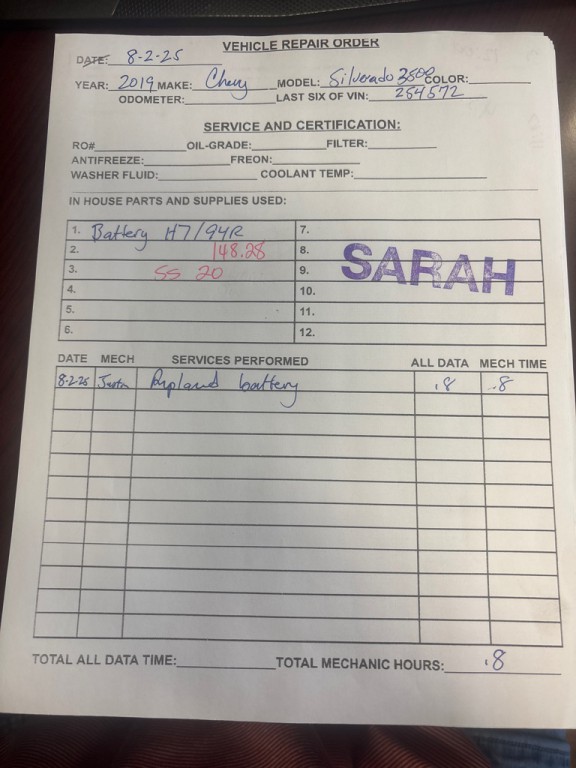 VEHICLE REPAIR ORDER
DATE: 8-2-25
YEAR: 2019 MAKE: Chevy MODEL: Silverado 3500 COLOR:
ODOMETER: LAST SIX OF VIN: 254572
SERVICE AND CERTIFICATION:
RO# OIL-GRADE: FILTER:
ANTIFREEZE: FREON:
WASHER FLUID: COOLANT TEMP:
IN HOUSE PARTS AND SUPPLIES USED:
1. Battery H7/94R 7.
2. 148.28 8.
3. SS 20 9. SARAH
4. 10.
5. 11.
6. 12.
DATE MECH SERVICES PERFORMED ALL DATA MECH TIME
8-2-25 Justin battery .8 .8
TOTAL ALL DATA TIME: TOTAL MECHANIC HOURS: .8